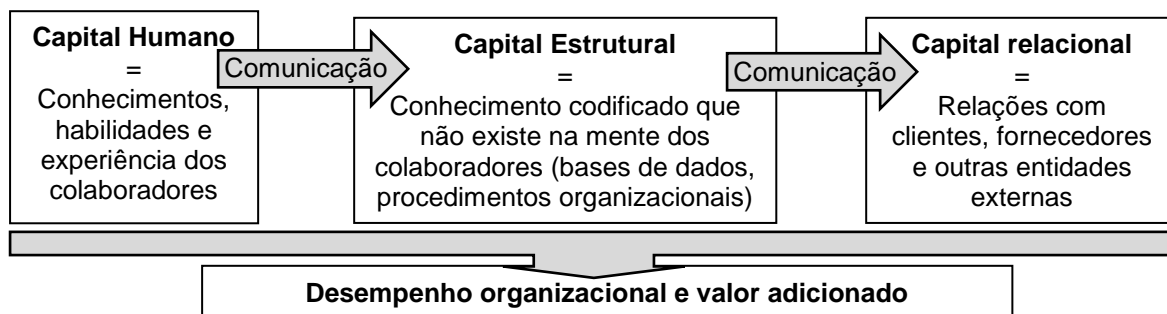 Capital Humano
=
Conhecimentos,
habilidades e
experiência dos
colaboradores
Comunicação
Capital Estrutural
=
Conhecimento codificado que
não existe na mente dos
colaboradores (bases de dados,
procedimentos organizacionais)
Comunicação
Capital relacional
=
Relações com
clientes, fornecedores
e outras entidades
externas
Desempenho organizacional e valor adicionado